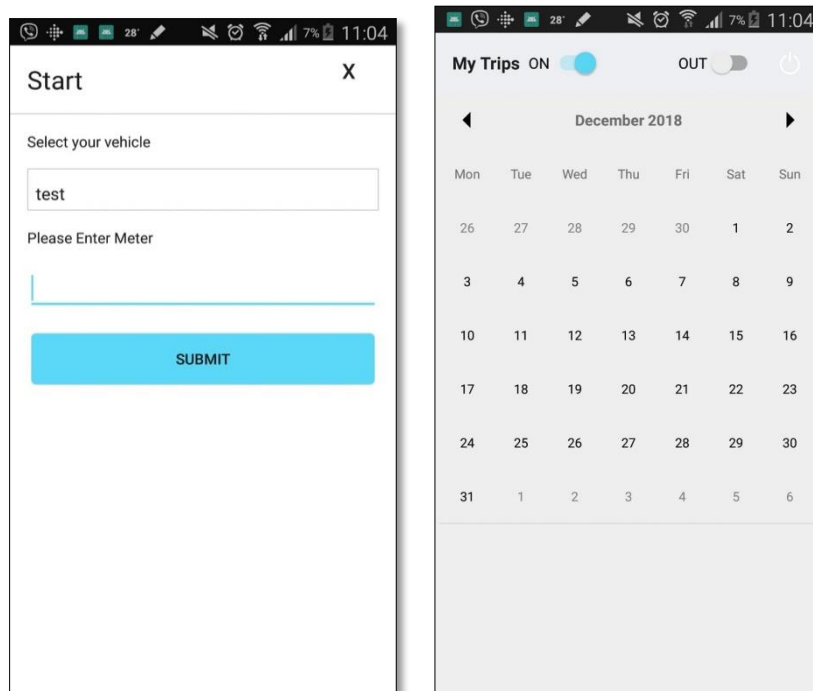 28° 7% 11:04
Start X
Select your vehicle
test
Please Enter Meter
SUBMIT
28° 7% 11:04
My Trips ON OUT
December 2018
Mon Tue Wed Thu Fri Sat Sun
26 27 28 29 30 1 2
3 4 5 6 7 8 9
10 11 12 13 14 15 16
17 18 19 20 21 22 23
24 25 26 27 28 29 30
31 1 2 3 4 5 6